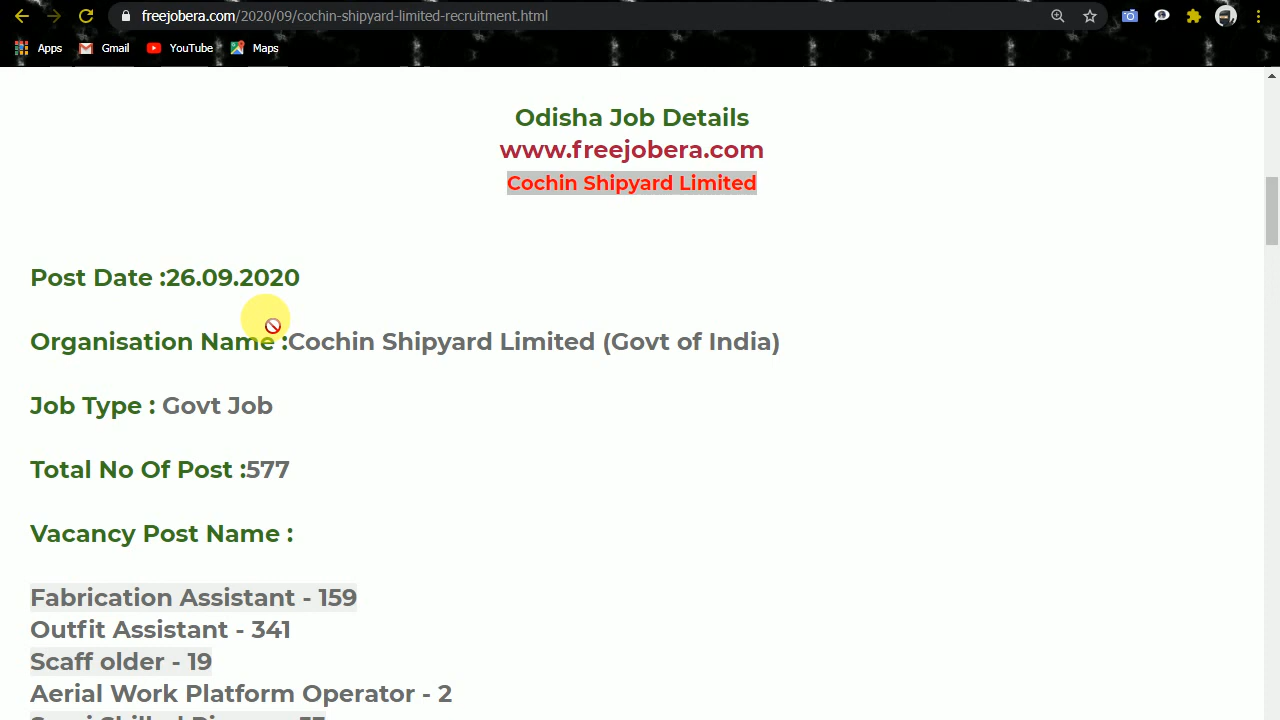 freejobera.com/2020/09/cochin-shipyard-limited-recruitment.html
Apps Gmail YouTube Maps
Odisha Job Details
www.freejobera.com
Cochin Shipyard Limited
Post Date :26.09.2020
Organisation Name :Cochin Shipyard Limited (Govt of India)
Job Type : Govt Job
Total No Of Post :577
Vacancy Post Name :
Fabrication Assistant - 159
Outfit Assistant - 341
Scaff older - 19
Aerial Work Platform Operator - 2